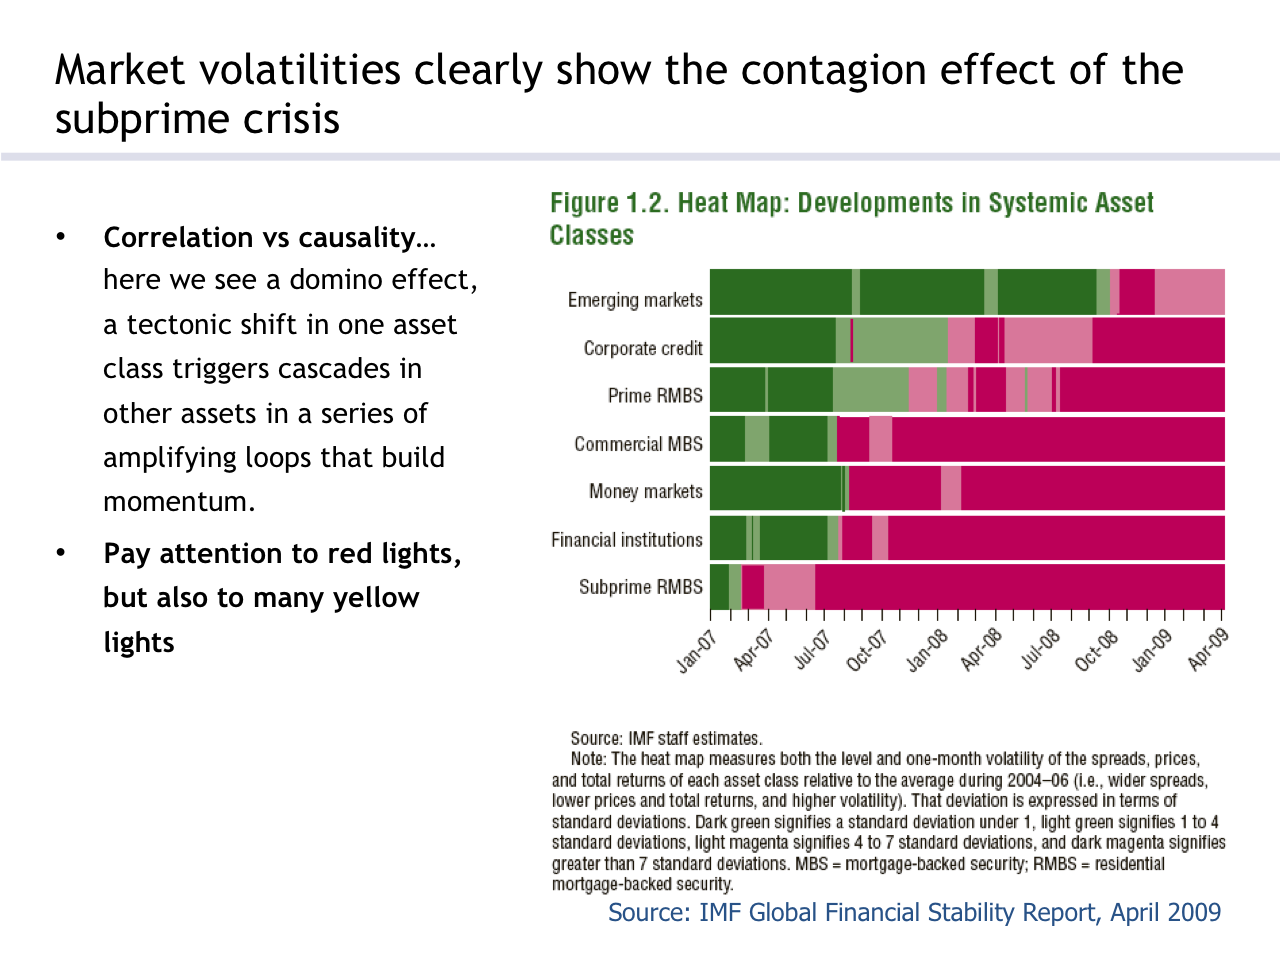 Market volatilities clearly show the contagion effect of the
subprime crisis
• Correlation vs causality…
here we see a domino effect,
a tectonic shift in one asset
class triggers cascades in
other assets in a series of
amplifying loops that build
momentum.
• Pay attention to red lights,
but also to many yellow
lights
Figure 1.2. Heat Map: Developments in Systemic Asset
Classes
Emerging markets
Corporate credit
Prime RMBS
Commercial MBS
Money markets
Financial institutions
Subprime RMBS
Jan-07 Apr-07 Jul-07 Oct-07 Jan-08 Apr-08 Jul-08 Oct-08 Jan-09 Apr-09
Source: IMF staff estimates.
Note: The heat map measures both the level and one-month volatility of the spreads, prices,
and total returns of each asset class relative to the average during 2004–06 (i.e., wider spreads,
lower prices and total returns, and higher volatility). That deviation is expressed in terms of
standard deviations. Dark green signifies a standard deviation under 1, light green signifies 1 to 4
standard deviations, light magenta signifies 4 to 7 standard deviations, and dark magenta signifies
greater than 7 standard deviations. MBS = mortgage-backed security; RMBS = residential
mortgage-backed security.
Source: IMF Global Financial Stability Report, April 2009